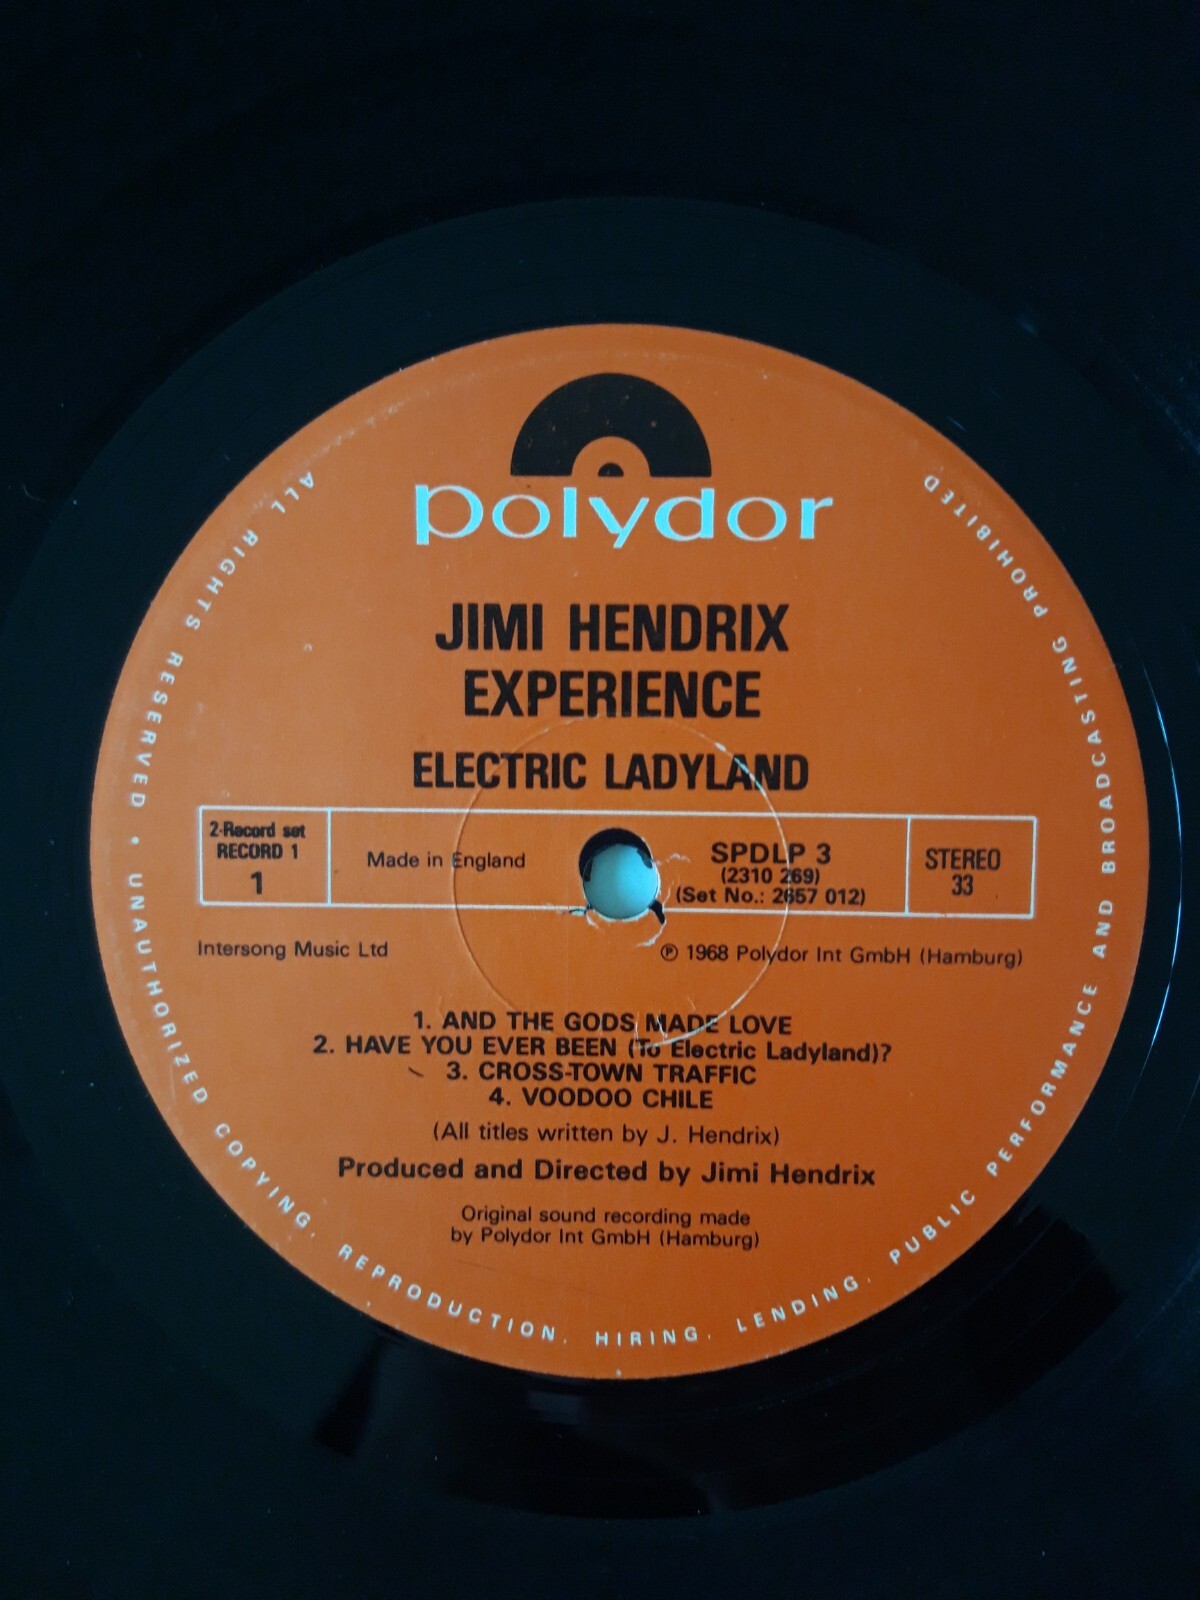 polydor
JIMI HENDRIX
EXPERIENCE
ELECTRIC LADYLAND
2-Record set
RECORD 1
1
Made in England
SPDLP 3
(2310 269)
(Set No.: 2657 012)
STEREO
33
Intersong Music Ltd
℗ 1968 Polydor Int GmbH (Hamburg)
1. AND THE GODS MADE LOVE
2. HAVE YOU EVER BEEN (To Electric Ladyland)?
3. CROSS-TOWN TRAFFIC
4. VOODOO CHILE
(All titles written by J. Hendrix)
Produced and Directed by Jimi Hendrix
Original sound recording made
by Polydor Int GmbH (Hamburg)
ALL RIGHTS RESERVED • UNAUTHORIZED COPYING, REPRODUCTION, HIRING, LENDING, PUBLIC PERFORMANCE AND BROADCASTING PROHIBITED